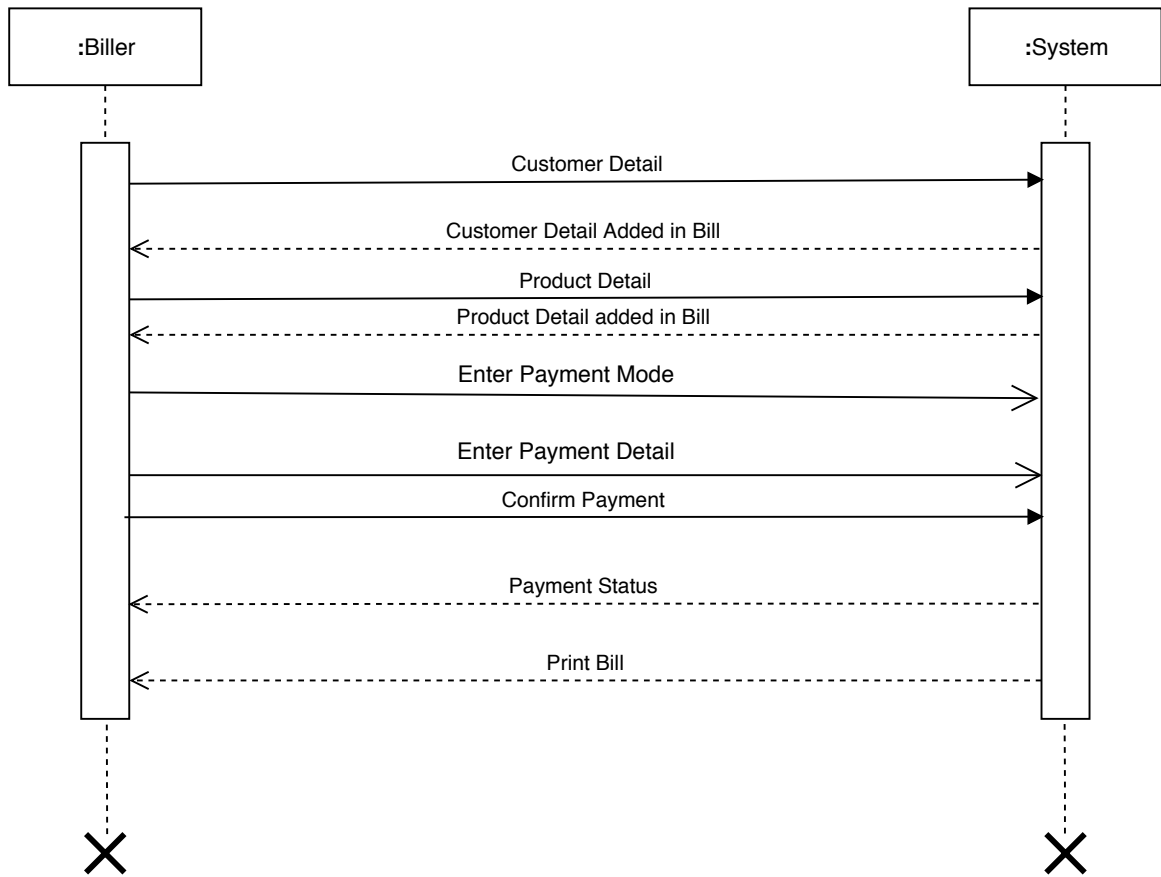 :Biller
:System
Customer Detail
Customer Detail Added in Bill
Product Detail
Product Detail added in Bill
Enter Payment Mode
Enter Payment Detail
Confirm Payment
Payment Status
Print Bill